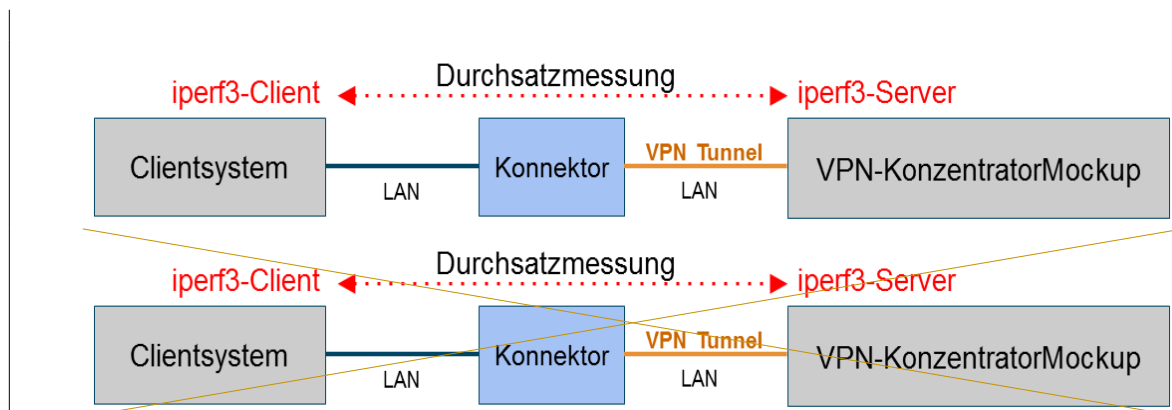 Durchsatzmessung
iperf3-Client iperf3-Server
Clientsystem Konnektor VPN Tunnel VPN-KonzentratorMockup
LAN LAN
Durchsatzmessung
iperf3-Client iperf3-Server
Clientsystem Konnektor VPN Tunnel VPN-KonzentratorMockup
LAN LAN